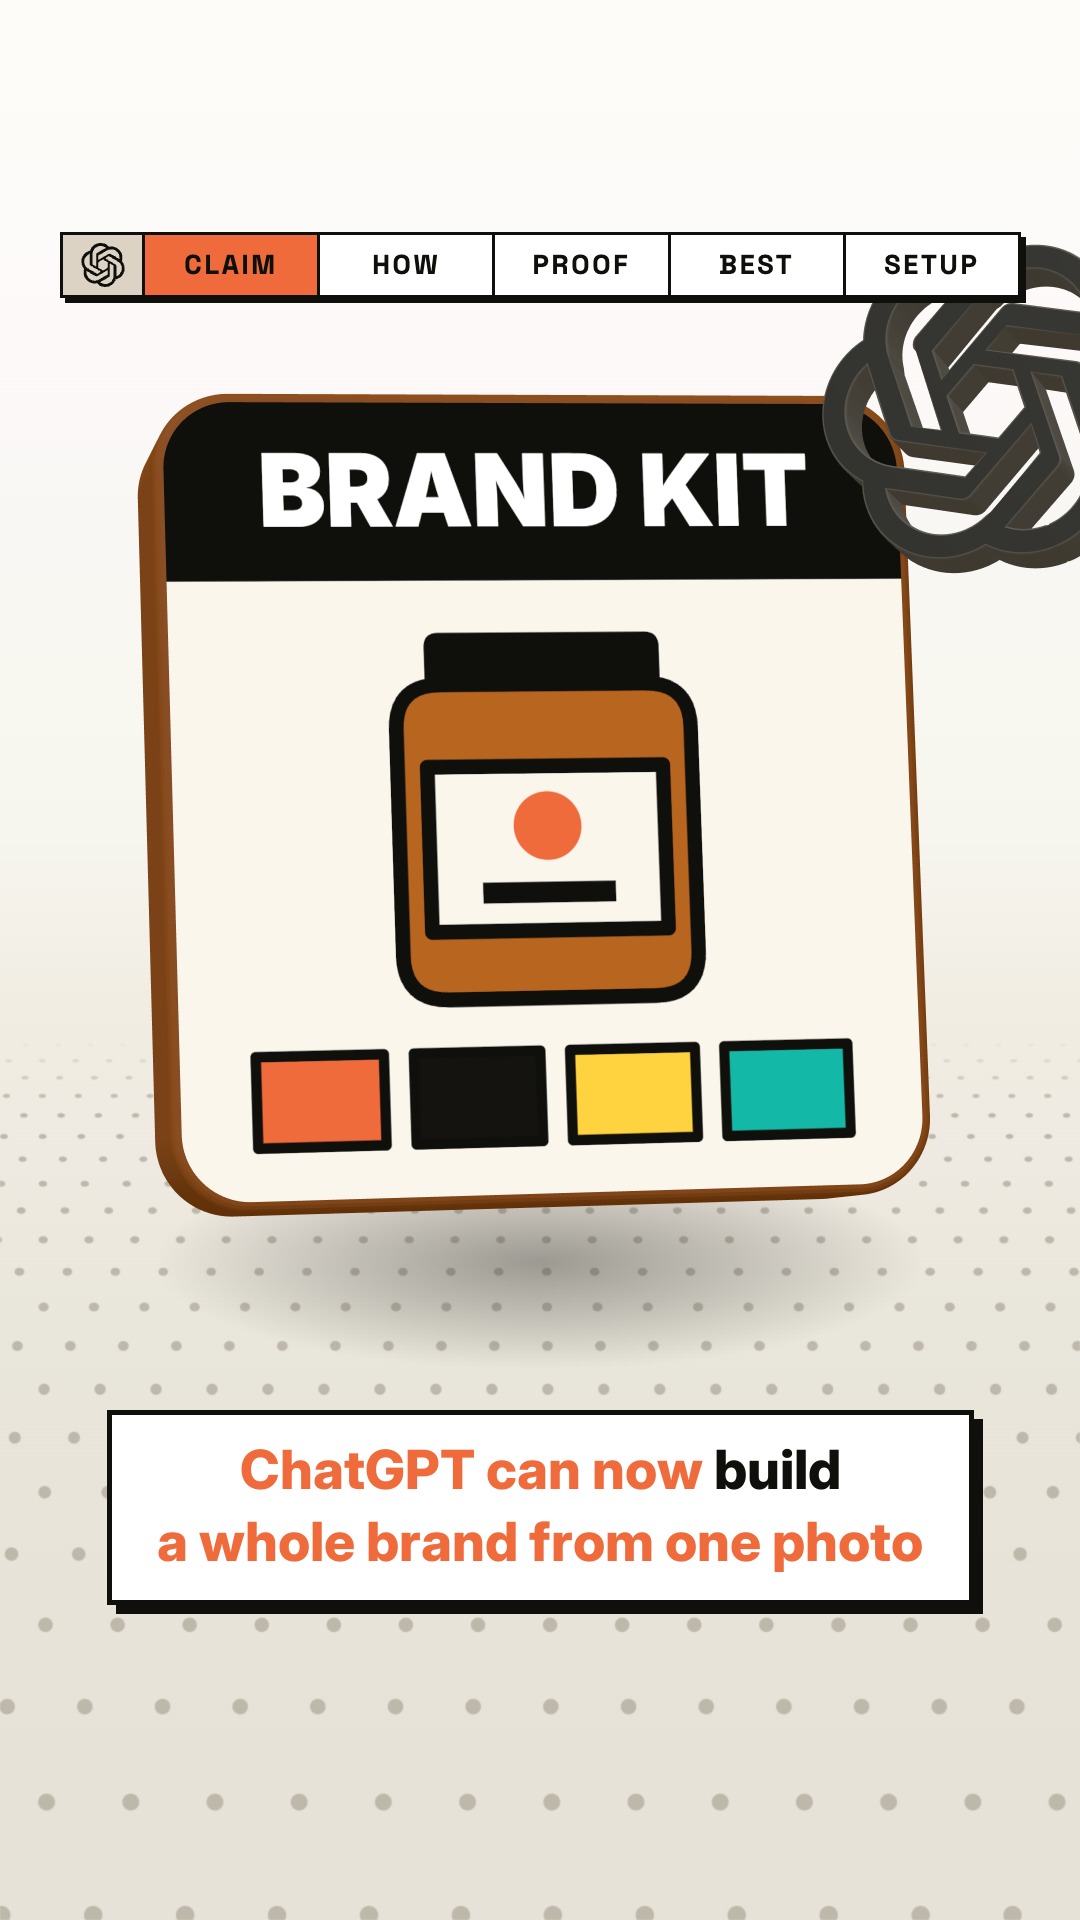 CLAIM
HOW
PROOF
BEST
SETUP
BRAND KIT
ChatGPT can now build
a whole brand from one photo